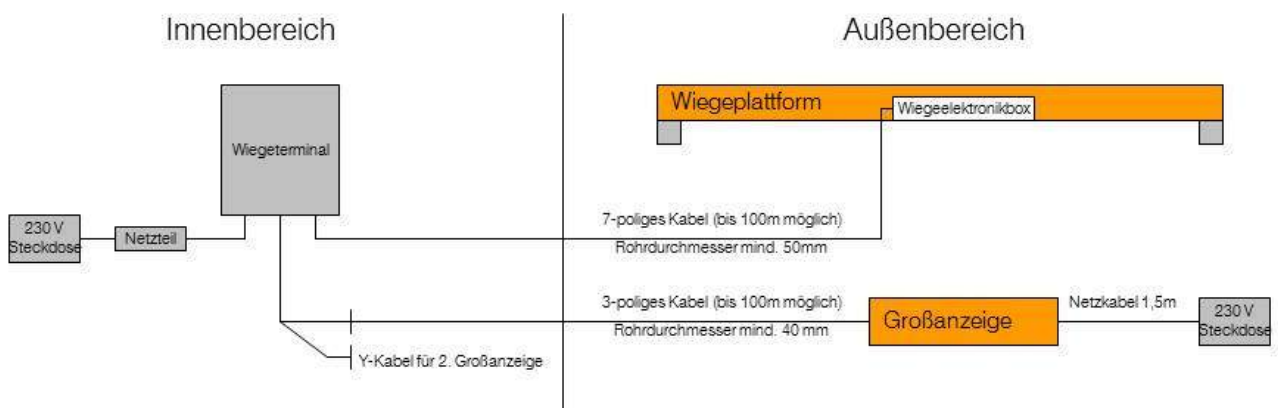 Innenbereich
Außenbereich
Wiegeplattform
Wiegeelektronikbox
Wiegeterminal
7-poliges Kabel (bis 100m möglich)
Rohrdurchmesser mind. 50mm
230 V
Steckdose
Netzteil
3-poliges Kabel (bis 100m möglich)
Rohrdurchmesser mind. 40 mm
Großanzeige
Netzkabel 1,5m
230 V
Steckdose
Y-Kabel für 2. Großanzeige